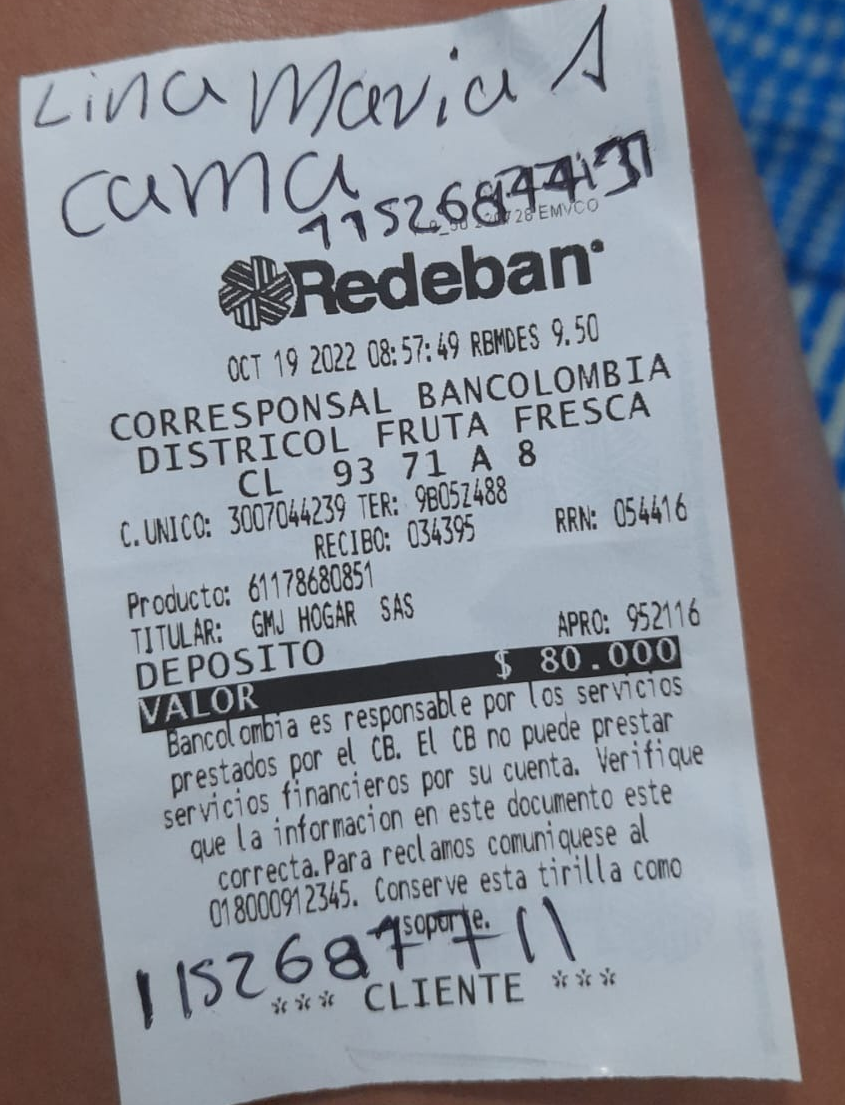 Lina Maria 1
cama
EMVCO
Redeban
OCT 19 2022 08:57:49 RBMDES 9.50
CORRESPONSAL BANCOLOMBIA
DISTRICOL FRUTA FRESCA
CL 93 71 A 8
C.UNICO: 3007044239 TER: 9B05Z488
RECIBO: 034395 RRN: 054416
Producto: 61178680851
TITULAR: GMJ HOGAR SAS
DEPOSITO APRO: 952116
VALOR $ 80.000
Bancolombia es responsable por los servicios
prestados por el CB. El CB no puede prestar
servicios financieros por su cuenta. Verifique
que la informacion en este documento este
correcta.Para reclamos comuniquese al
018000912345. Conserve esta tirilla como
soporte.
1152687711
*** CLIENTE ***